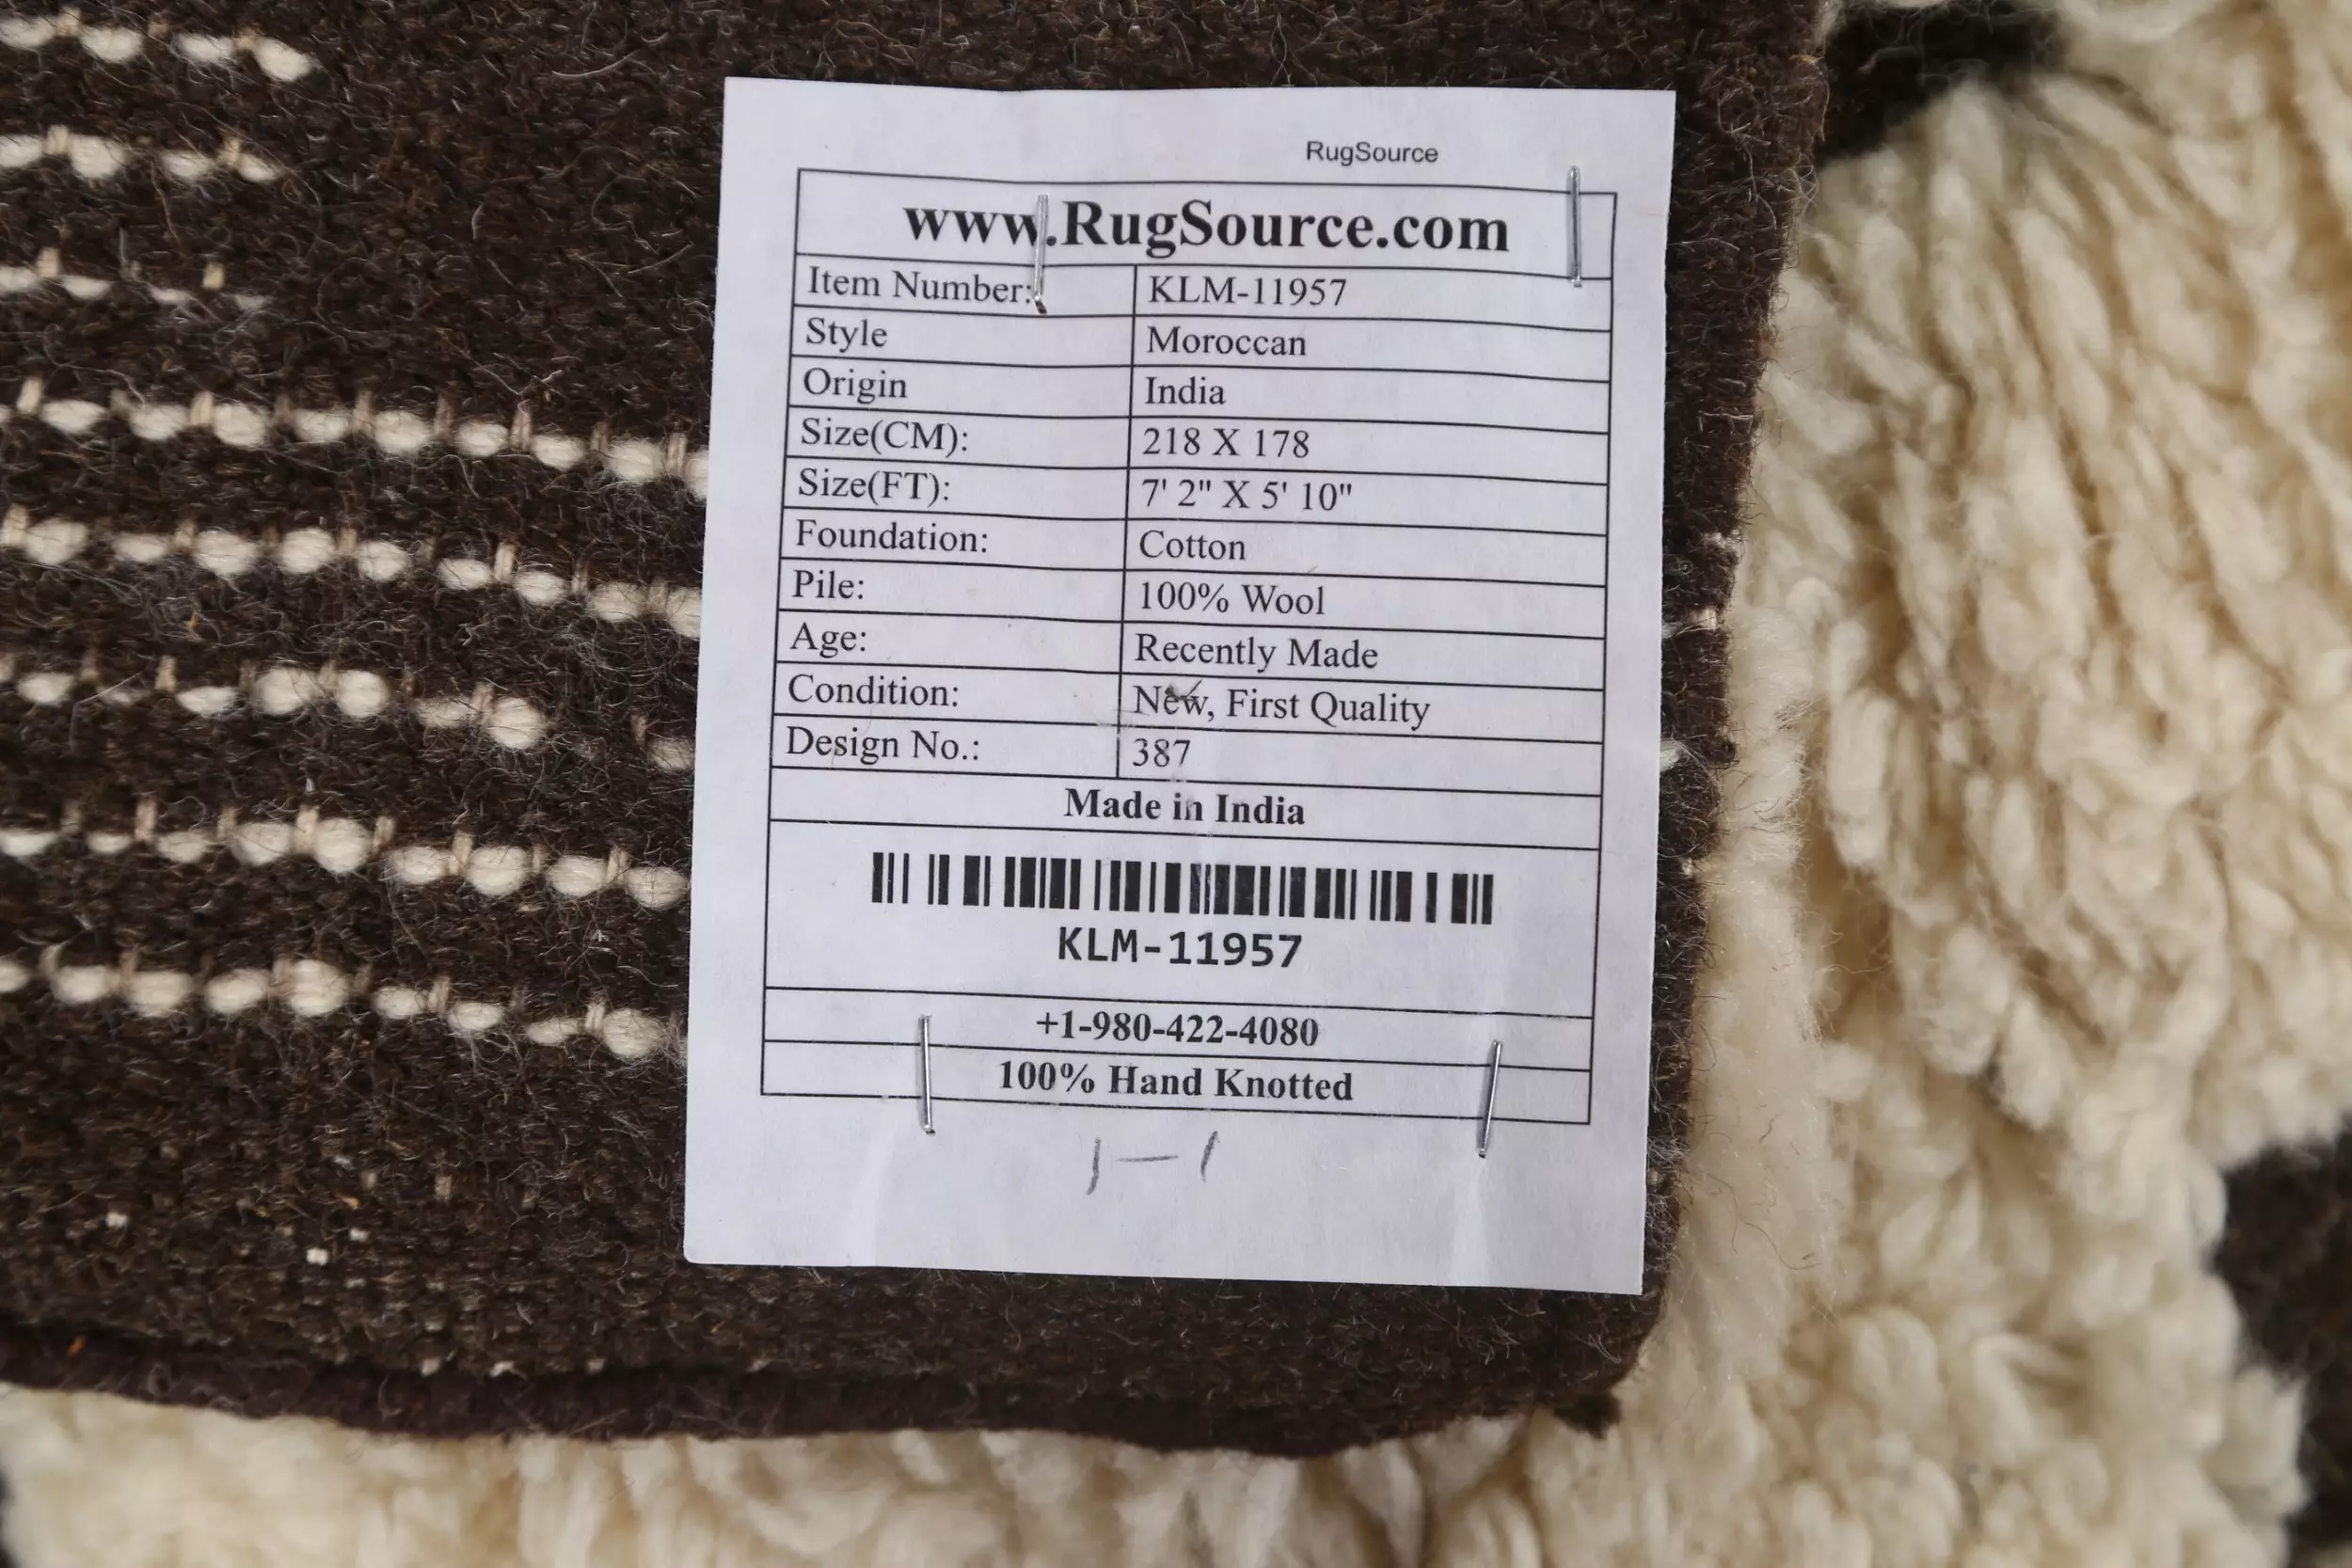 RugSource
www.RugSource.com
Item Number: KLM-11957
Style Moroccan
Origin India
Size(CM): 218 X 178
Size(FT): 7' 2" X 5' 10"
Foundation: Cotton
Pile: 100% Wool
Age: Recently Made
Condition: New, First Quality
Design No.: 387
Made in India
KLM-11957
+1-980-422-4080
100% Hand Knotted
1-1